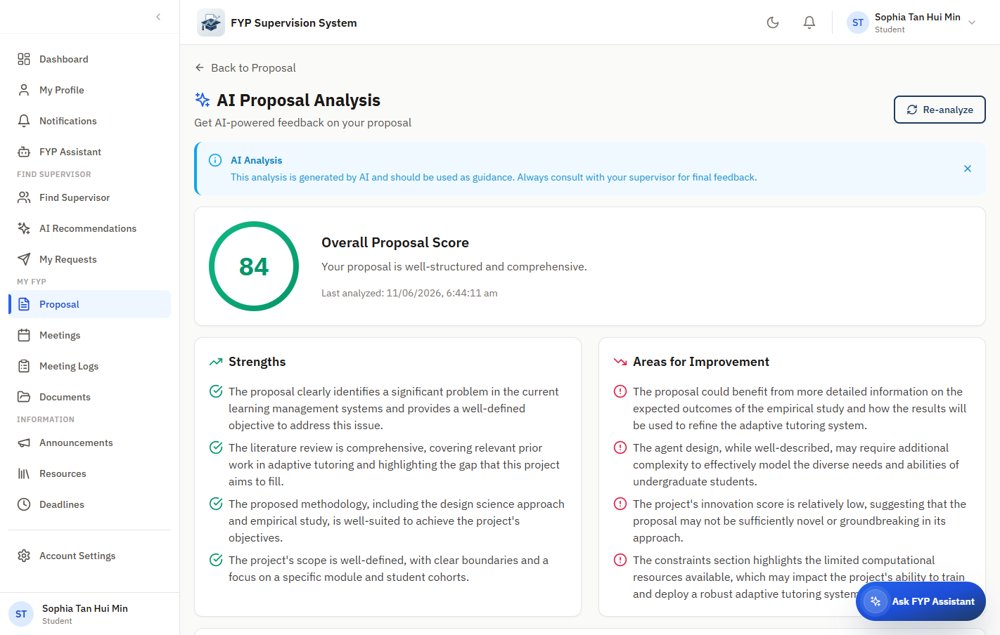 FYP Supervision System
ST
Sophia Tan Hui Min
Student
Dashboard
My Profile
Notifications
FYP Assistant
FIND SUPERVISOR
Find Supervisor
AI Recommendations
My Requests
MY FYP
Proposal
Meetings
Meeting Logs
Documents
INFORMATION
Announcements
Resources
Deadlines
Account Settings
ST
Sophia Tan Hui Min
Student
Back to Proposal
AI Proposal Analysis
Get AI-powered feedback on your proposal
Re-analyze
AI Analysis
This analysis is generated by AI and should be used as guidance. Always consult with your supervisor for final feedback.
84
Overall Proposal Score
Your proposal is well-structured and comprehensive.
Last analyzed: 11/06/2026, 6:44:11 am
Strengths
The proposal clearly identifies a significant problem in the current
learning management systems and provides a well-defined
objective to address this issue.
The literature review is comprehensive, covering relevant prior
work in adaptive tutoring and highlighting the gap that this project
aims to fill.
The proposed methodology, including the design science approach
and empirical study, is well-suited to achieve the project's
objectives.
The project's scope is well-defined, with clear boundaries and a
focus on a specific module and student cohorts.
Areas for Improvement
The proposal could benefit from more detailed information on the
expected outcomes of the empirical study and how the results will
be used to refine the adaptive tutoring system.
The agent design, while well-described, may require additional
complexity to effectively model the diverse needs and abilities of
undergraduate students.
The project's innovation score is relatively low, suggesting that the
proposal may not be sufficiently novel or groundbreaking in its
approach.
The constraints section highlights the limited computational
resources available, which may impact the project's ability to train
and deploy a robust adaptive tutoring system
Ask FYP Assistant